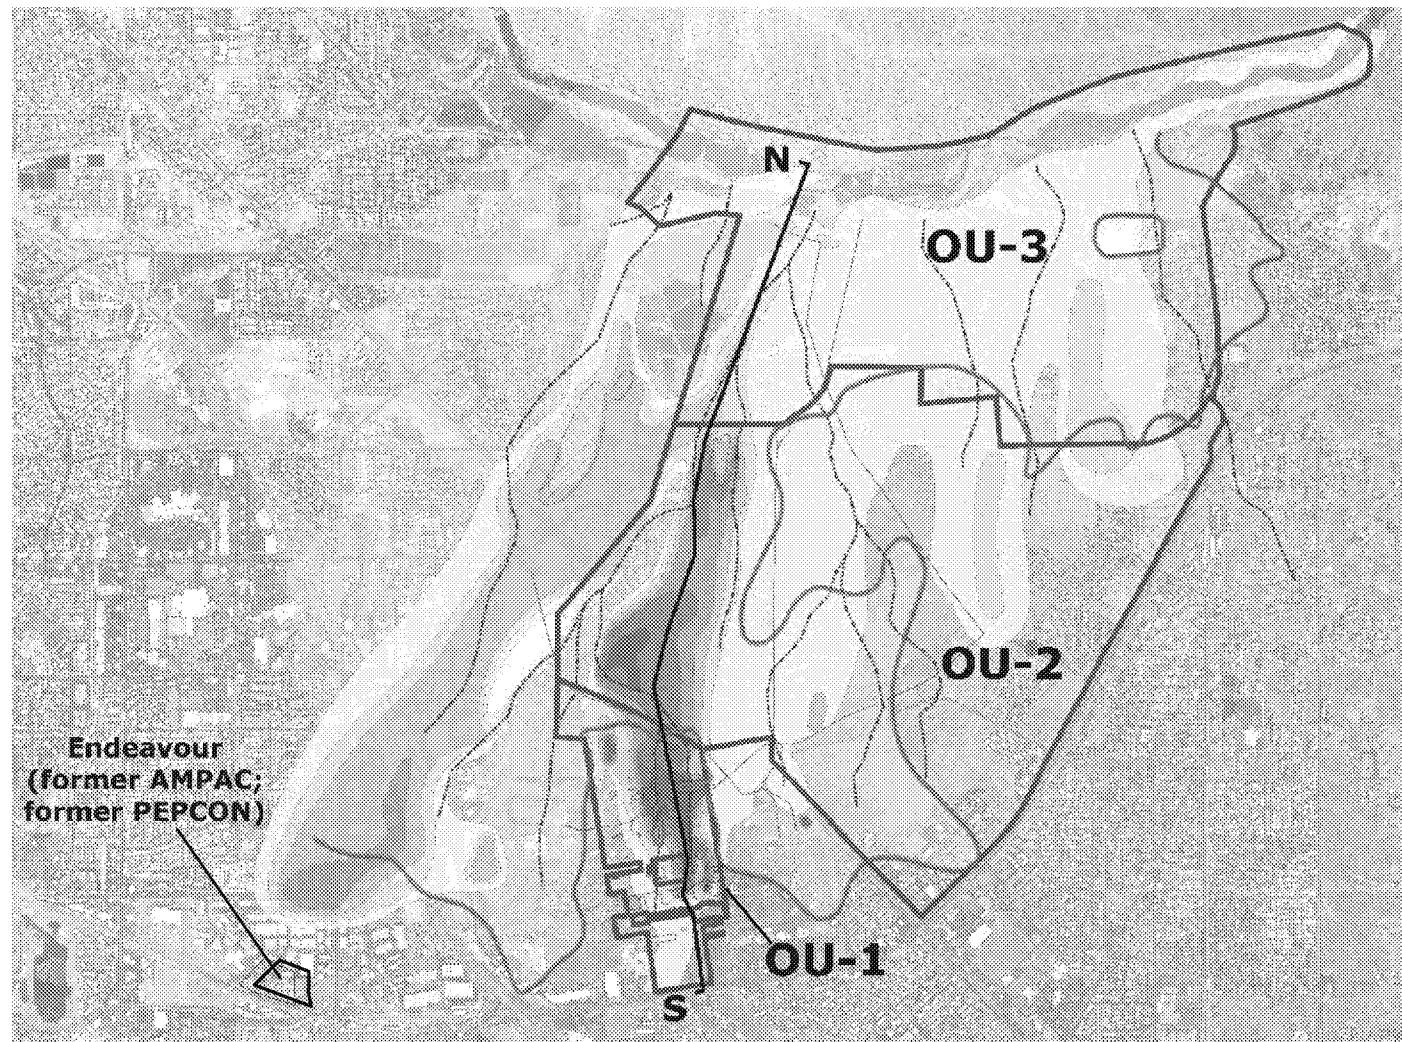 N
OU-3
OU-2
Endeavour
(former AMPAC;
former PEPCON)
OU-1
S